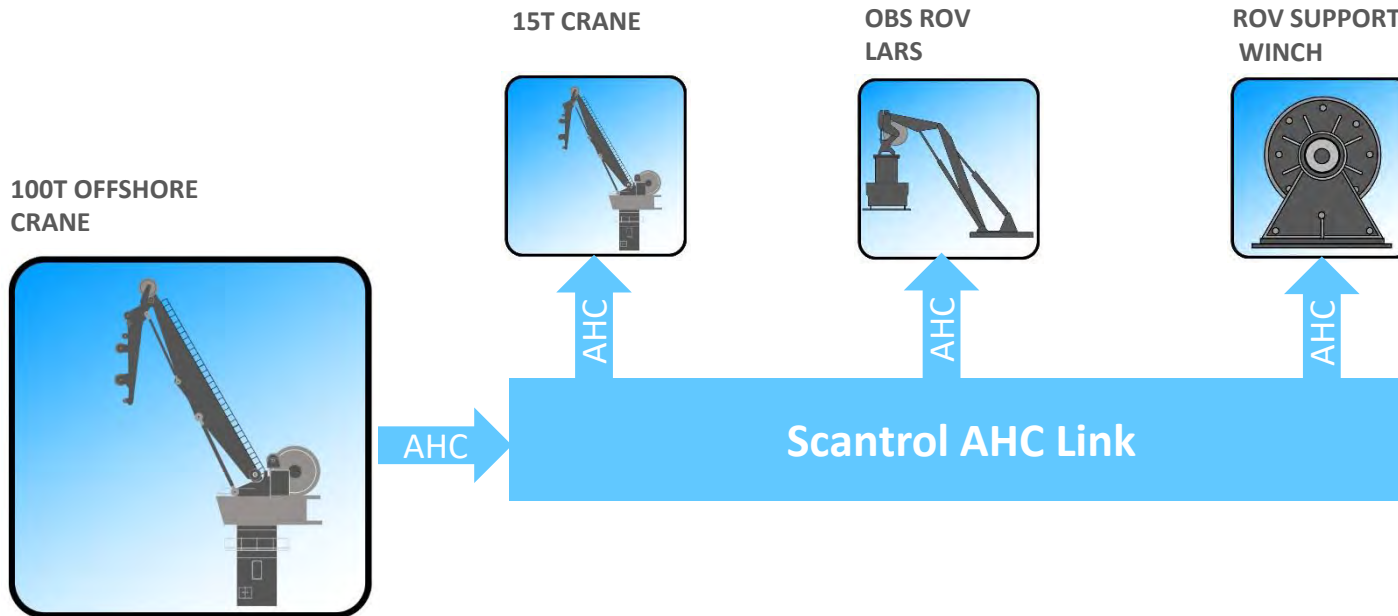 15T CRANE
OBS ROV
LARS
ROV SUPPORT
WINCH
100T OFFSHORE
CRANE
AHC
AHC
AHC
AHC
Scantrol AHC Link